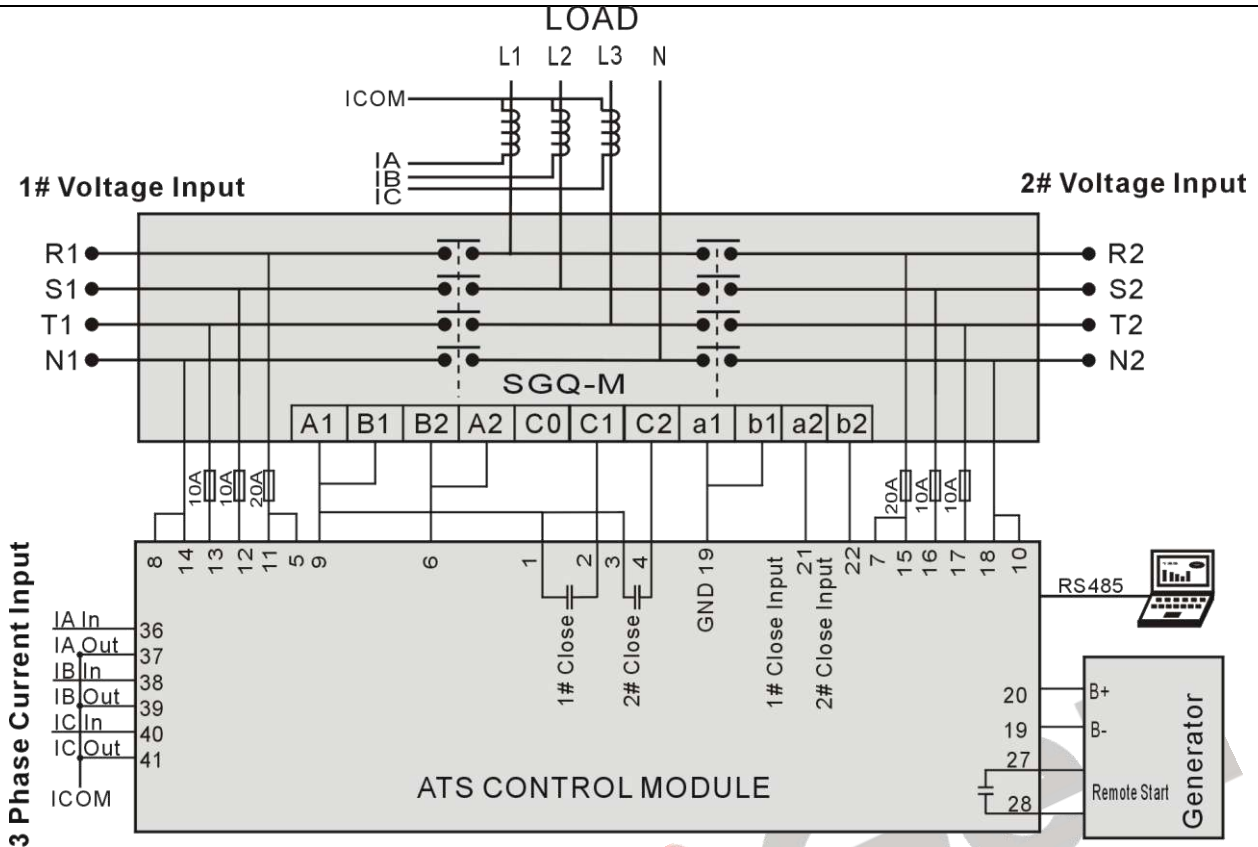 LOAD
L1 L2 L3 N
ICOM
IA
IB
IC
1# Voltage Input
2# Voltage Input
R1
R2
S1
S2
T1
T2
N1
N2
SGQ-M
A1 B1 B2 A2 C0 C1 C2 a1 b1 a2 b2
10A 10A 20A
20A 10A 10A
8 14 13 12 11 5 9 6 1 2 3 4 GND 19 21 22 7 15 16 17 18 10
1# Close
2# Close
1# Close Input
2# Close Input
RS485
3 Phase Current Input
IA In 36
IA Out 37
IB In 38
IB Out 39
IC In 40
IC Out 41
ICOM
ATS CONTROL MODULE
20 B+
19 B-
27
28
Remote Start
Generator